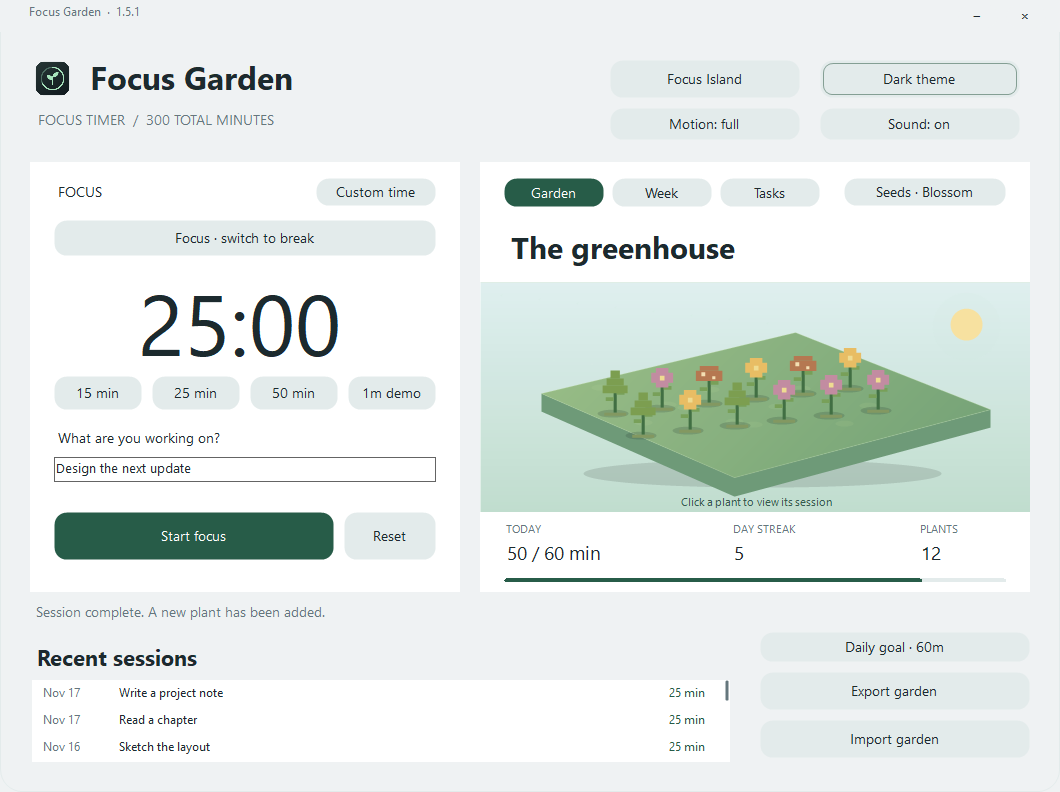 Focus Garden · 1.5.1
Focus Garden
FOCUS TIMER / 300 TOTAL MINUTES
Focus Island
Dark theme
Motion: full
Sound: on
FOCUS
Custom time
Focus · switch to break
25:00
15 min
25 min
50 min
1m demo
What are you working on?
Design the next update
Start focus
Reset
Garden
Week
Tasks
Seeds · Blossom
The greenhouse
Click a plant to view its session
TODAY
50 / 60 min
DAY STREAK
5
PLANTS
12
Session complete. A new plant has been added.
Recent sessions
Nov 17 Write a project note 25 min
Nov 17 Read a chapter 25 min
Nov 16 Sketch the layout 25 min
Daily goal · 60m
Export garden
Import garden